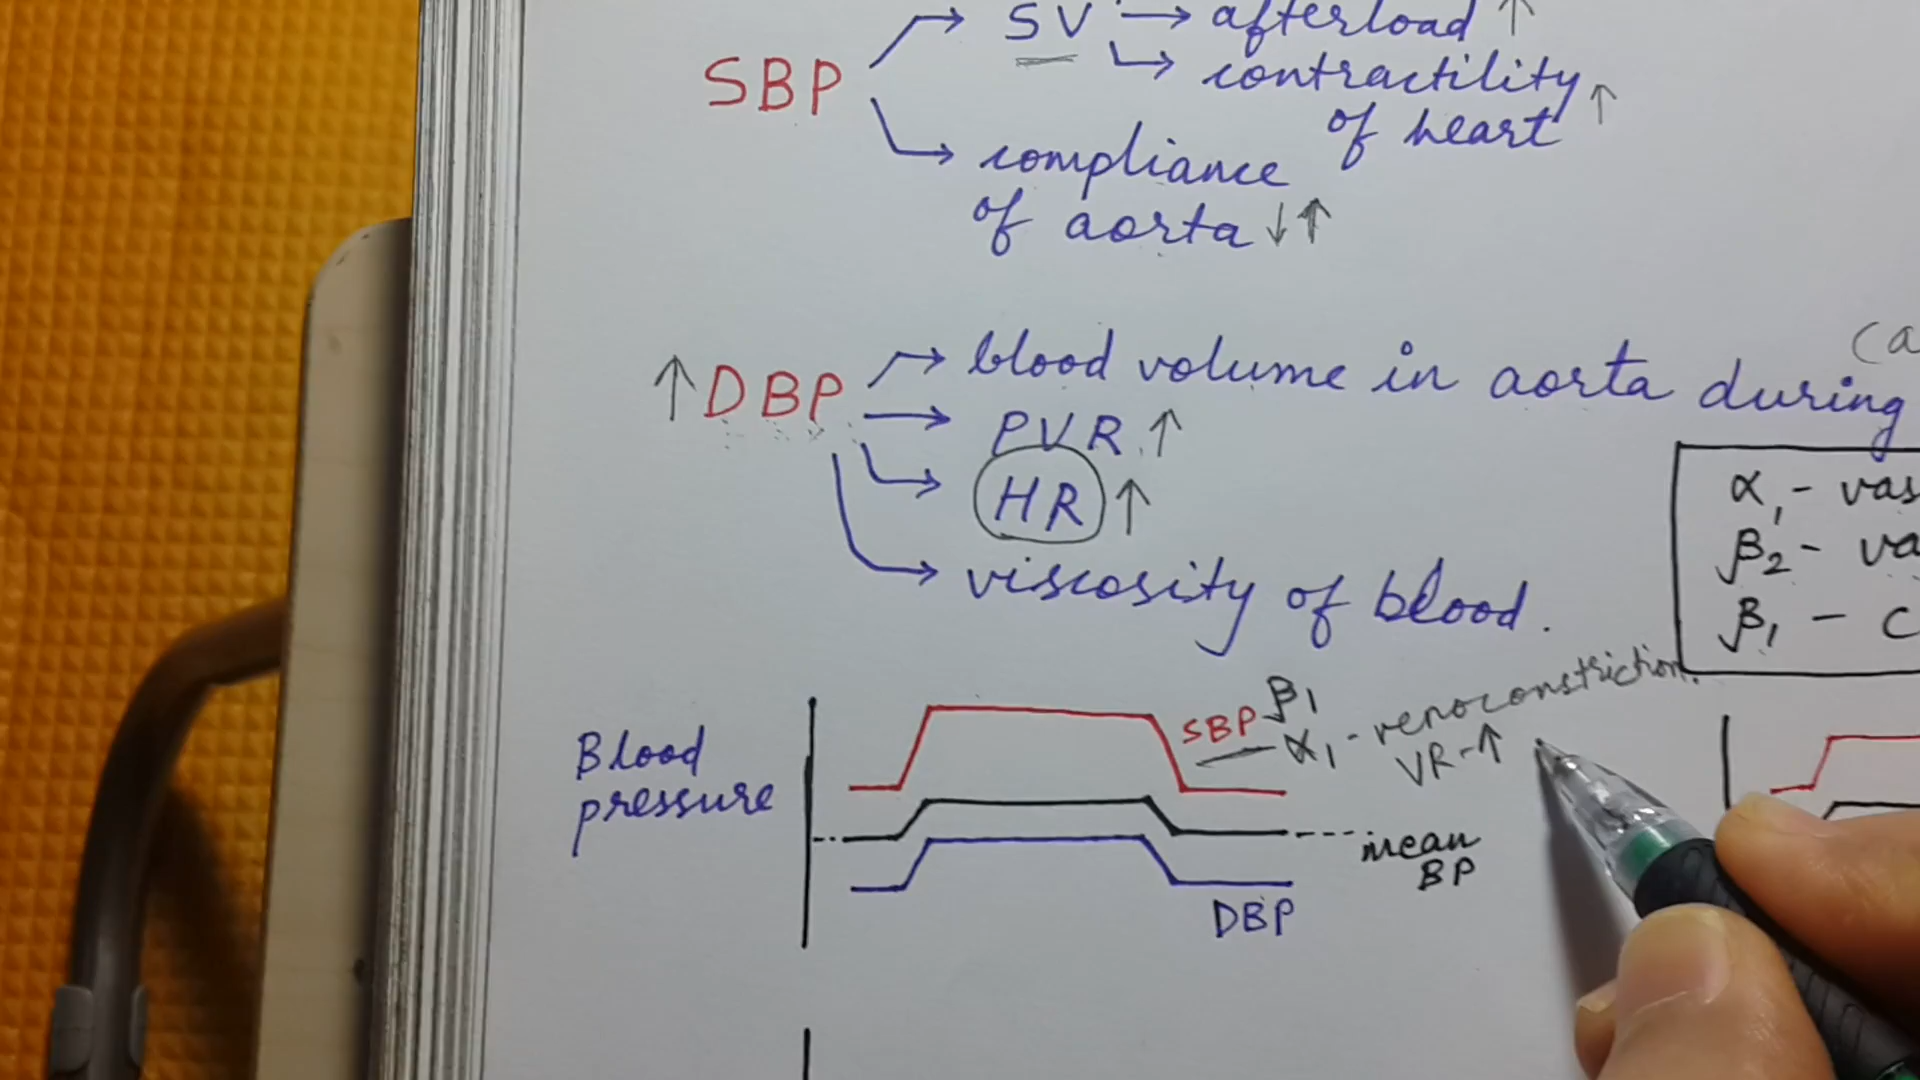 SV → afterload ↑
SBP → contractility ↑
of heart
→ compliance
of aorta ↓↑
(a
↑ DBP → blood volume in aorta during
→ PVR ↑
→ HR ↑
→ viscosity of blood.
α1 - vas
β2 - va
β1 - c
Blood
pressure
SBP β1
α1 - venoconstriction.
VR - ↑
mean
BP
DBP